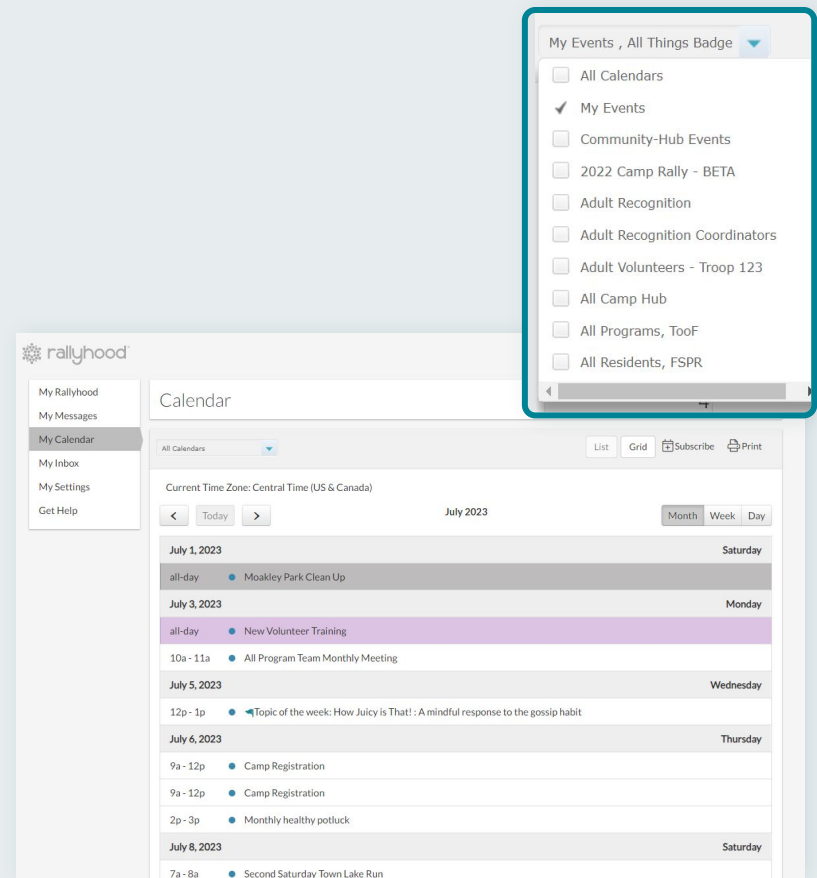 My Events , All Things Badge
All Calendars
My Events
Community-Hub Events
2022 Camp Rally - BETA
Adult Recognition
Adult Recognition Coordinators
Adult Volunteers - Troop 123
All Camp Hub
All Programs, TooF
All Residents, FSPR
rallyhood
My Rallyhood
My Messages
My Calendar
My Inbox
My Settings
Get Help
Calendar
All Calendars
List Grid Subscribe Print
Current Time Zone: Central Time (US & Canada)
Today July 2023 Month Week Day
July 1, 2023 Saturday
all-day Moakley Park Clean Up
July 3, 2023 Monday
all-day New Volunteer Training
10a - 11a All Program Team Monthly Meeting
July 5, 2023 Wednesday
12p - 1p Topic of the week: How Juicy is That! : A mindful response to the gossip habit
July 6, 2023 Thursday
9a - 12p Camp Registration
9a - 12p Camp Registration
2p - 3p Monthly healthy potluck
July 8, 2023 Saturday
7a - 8a Second Saturday Town Lake Run